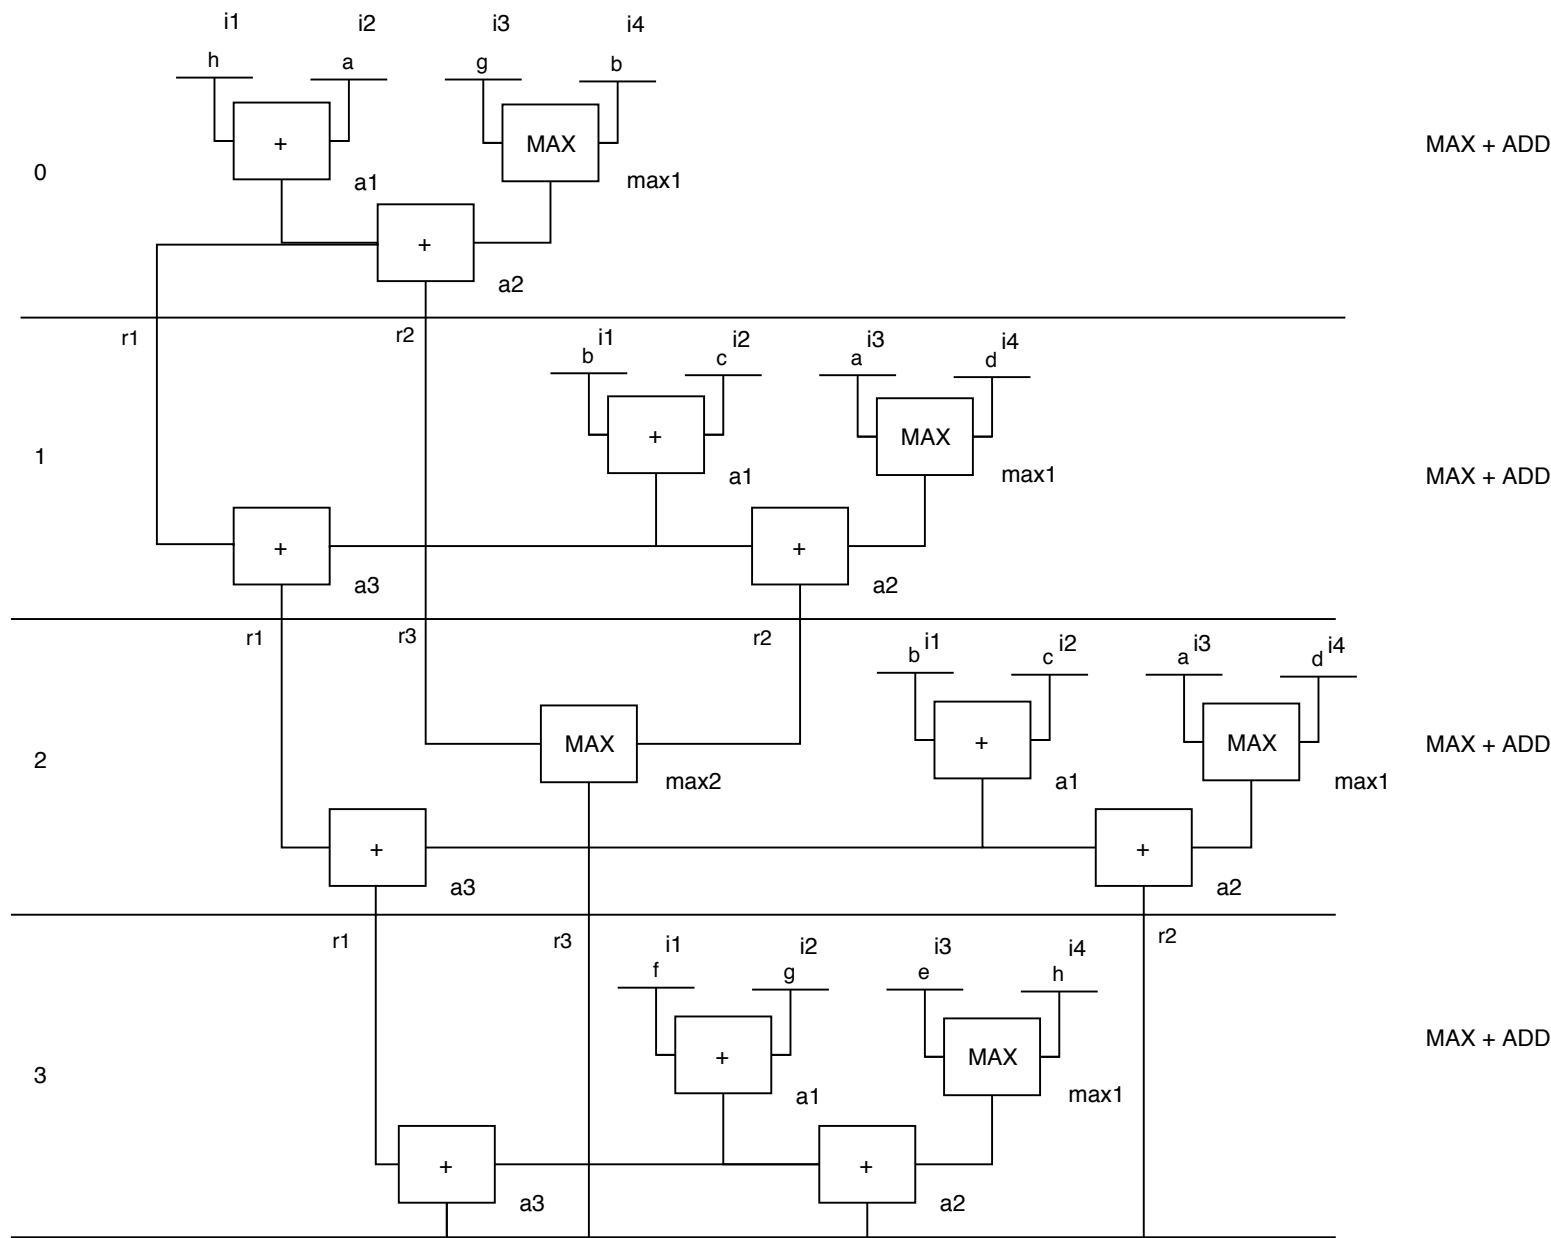 i1 i2 i3 i4
h a g b
+ MAX MAX + ADD
0 a1 max1
+
a2
r1 r2 i1 i2 i3 i4
b c a d
+ MAX
1 a1 max1 MAX + ADD
+ +
a3 a2
r1 r3 r2 i1 i2 i3 i4
b c a d
MAX + MAX MAX + ADD
2 max2 a1 max1
+ +
a3 a2
r1 r3 r2
i1 i2 i3 i4
f g e h
+ MAX MAX + ADD
3 a1 max1
+ +
a3 a2